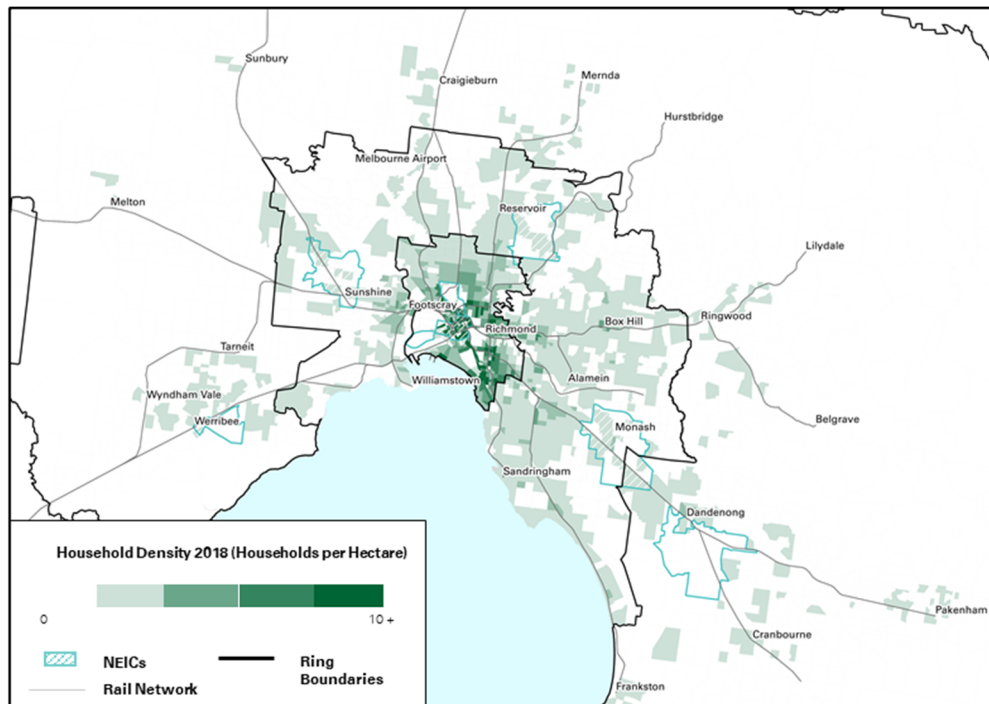 Sunbury
Craigieburn
Mernda
Hurstbridge
Melbourne Airport
Melton
Reservoir
Lilydale
Sunshine
Footscray
Richmond
Box Hill
Ringwood
Tarneit
Williamstown
Alamein
Wyndham Vale
Werribee
Belgrave
Monash
Sandringham
Dandenong
Pakenham
Cranbourne
Frankston
Household Density 2018 (Households per Hectare)
0
10 +
NEICs
Ring
Boundaries
Rail Network